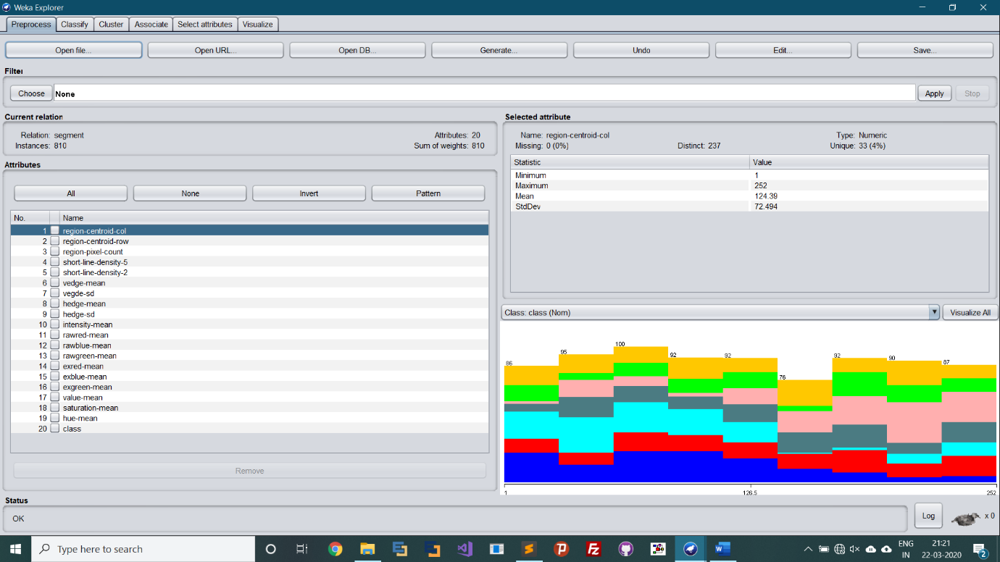 Weka Explorer
Preprocess Classify Cluster Associate Select attributes Visualize
Open file... Open URL... Open DB... Generate... Undo Edit... Save...
Filter
Choose None Apply Stop
Current relation
Relation: segment Attributes: 20
Instances: 810 Sum of weights: 810
Attributes
All None Invert Pattern
No. Name
1 region-centroid-col
2 region-centroid-row
3 region-pixel-count
4 short-line-density-5
5 short-line-density-2
6 vedge-mean
7 vegde-sd
8 hedge-mean
9 hedge-sd
10 intensity-mean
11 rawred-mean
12 rawblue-mean
13 rawgreen-mean
14 exred-mean
15 exblue-mean
16 exgreen-mean
17 value-mean
18 saturation-mean
19 hue-mean
20 class
Remove
Selected attribute
Name: region-centroid-col Type: Numeric
Missing: 0 (0%) Distinct: 237 Unique: 33 (4%)
Statistic Value
Minimum 1
Maximum 252
Mean 124.39
StdDev 72.494
Class: class (Nom) Visualize All
86 95 100 92 92 76 92 90 87
1 126.5 252
Status
OK Log x 0
Type here to search
ENG 21:21
IN 22-03-2020 2